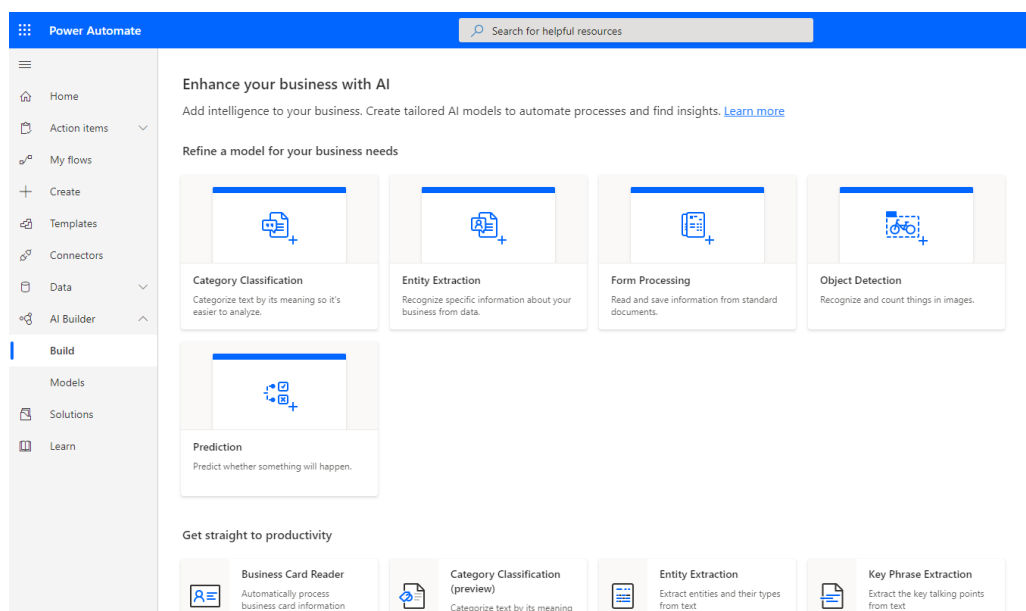 Power Automate
Search for helpful resources
Home
Action items
My flows
Create
Templates
Connectors
Data
AI Builder
Build
Models
Solutions
Learn
Enhance your business with AI
Add intelligence to your business. Create tailored AI models to automate processes and find insights. Learn more
Refine a model for your business needs
Category Classification
Categorize text by its meaning so it's
easier to analyze.
Entity Extraction
Recognize specific information about your
business from data.
Form Processing
Read and save information from standard
documents.
Object Detection
Recognize and count things in images.
Prediction
Predict whether something will happen.
Get straight to productivity
Business Card Reader
Automatically process
business card information
Category Classification
(preview)
Categorize text by its meaning
Entity Extraction
Extract entities and their types
from text
Key Phrase Extraction
Extract the key talking points
from text